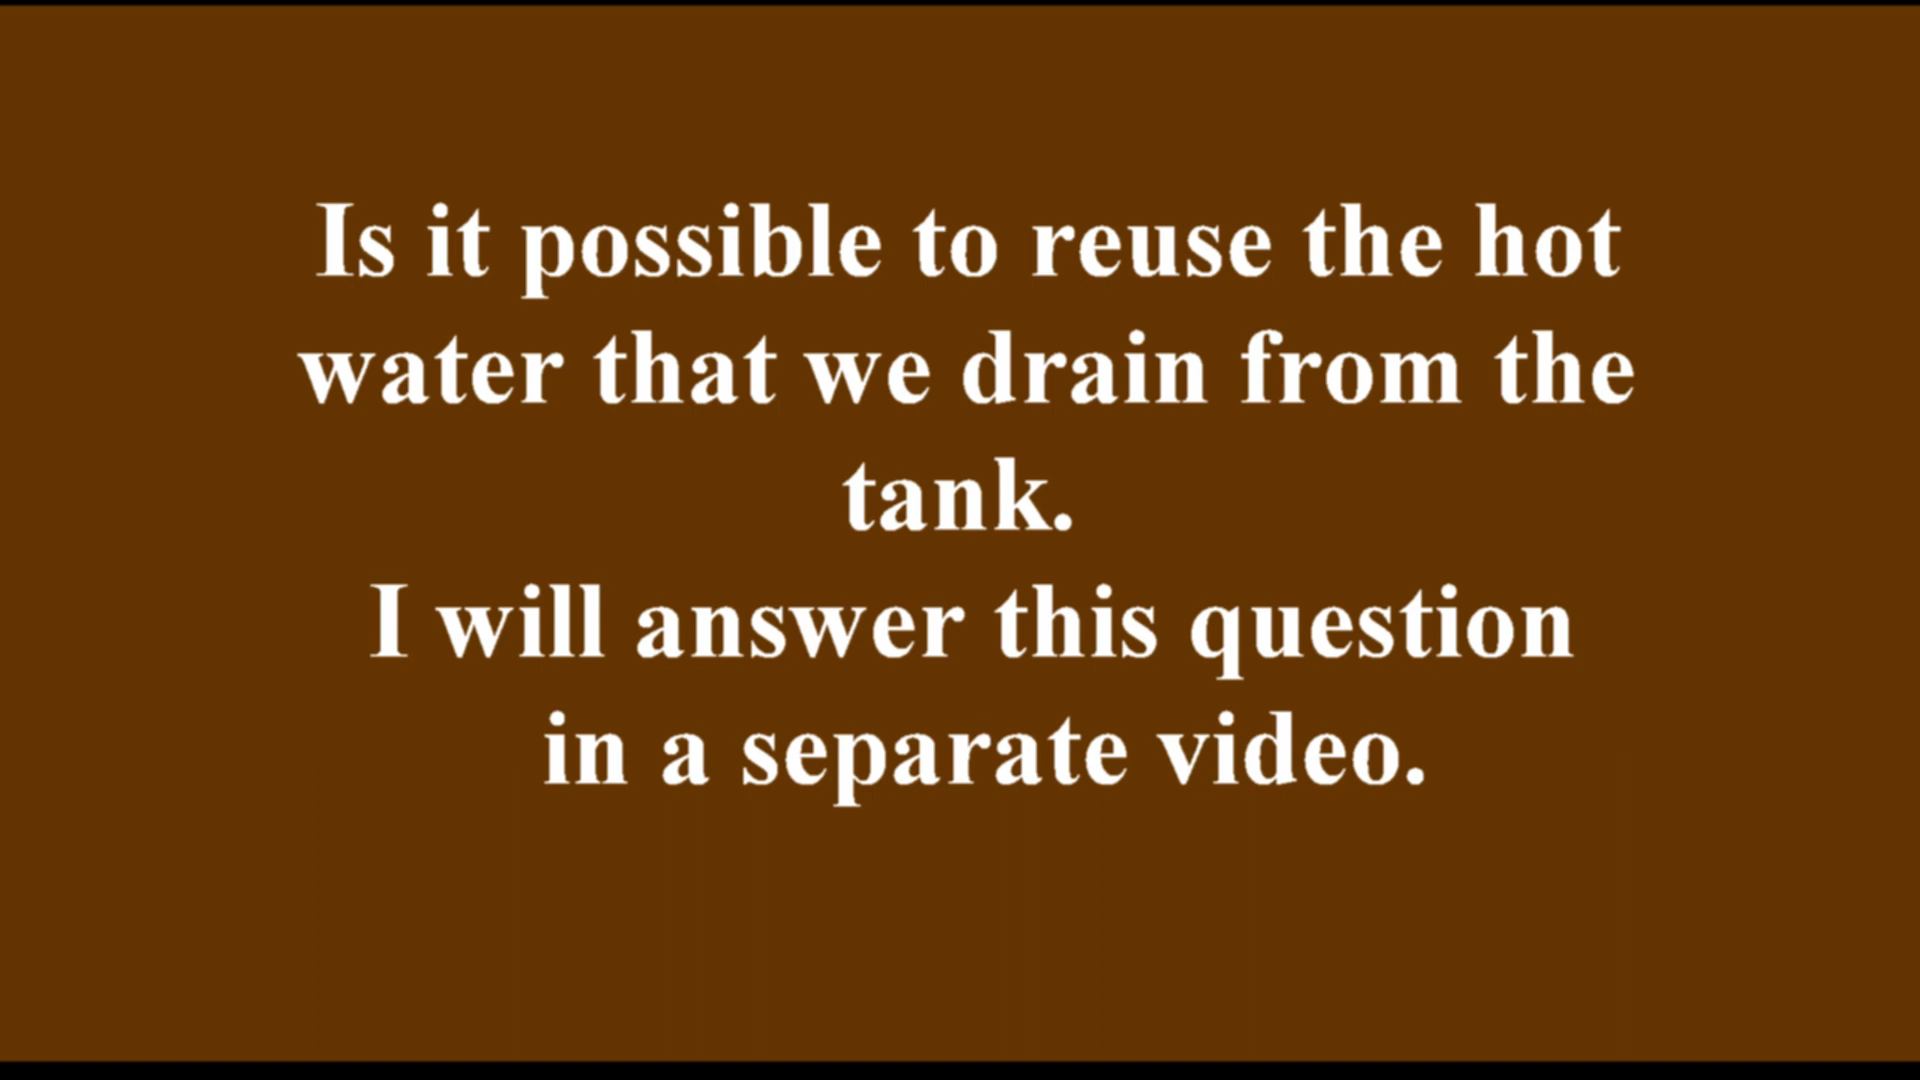 Is it possible to reuse the hot
water that we drain from the
tank.
I will answer this question
in a separate video.